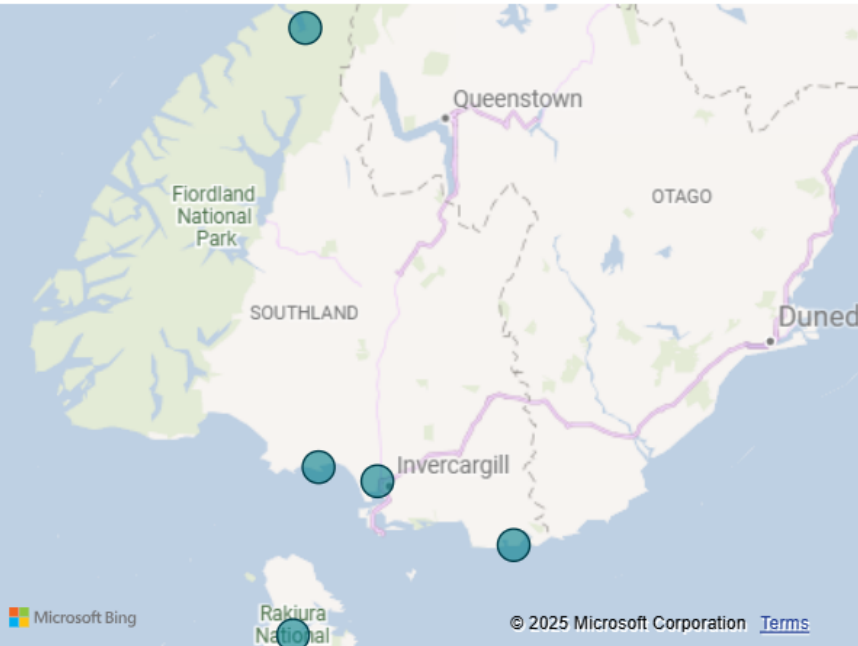 Queenstown
Fiordland
National
Park
OTAGO
SOUTHLAND
Duned
Invercargill
Rakiura
National
Microsoft Bing
© 2025 Microsoft Corporation Terms